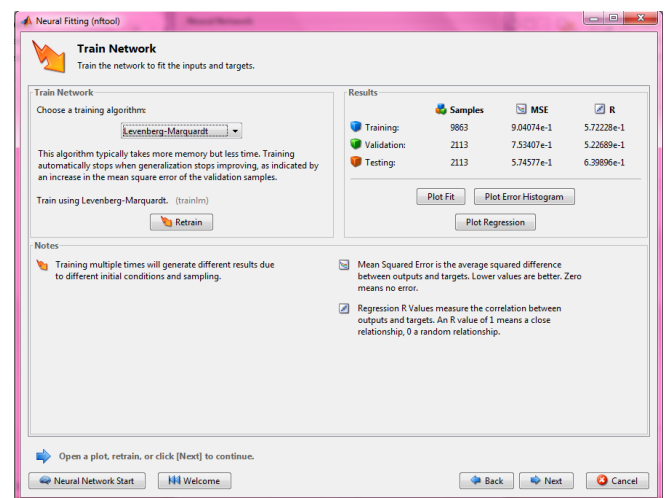 Neural Fitting (nftool)
Train Network
Train the network to fit the inputs and targets.
Train Network
Choose a training algorithm:
Levenberg-Marquardt
This algorithm typically takes more memory but less time. Training
automatically stops when generalization stops improving, as indicated by
an increase in the mean square error of the validation samples.
Train using Levenberg-Marquardt. (trainlm)
Retrain
Results
Samples MSE R
Training: 9863 9.04074e-1 5.72228e-1
Validation: 2113 7.53407e-1 5.22689e-1
Testing: 2113 5.74577e-1 6.39896e-1
Plot Fit Plot Error Histogram
Plot Regression
Notes
Training multiple times will generate different results due
to different initial conditions and sampling.
Mean Squared Error is the average squared difference
between outputs and targets. Lower values are better. Zero
means no error.
Regression R Values measure the correlation between
outputs and targets. An R value of 1 means a close
relationship, 0 a random relationship.
Open a plot, retrain, or click [Next] to continue.
Neural Network Start Welcome Back Next Cancel